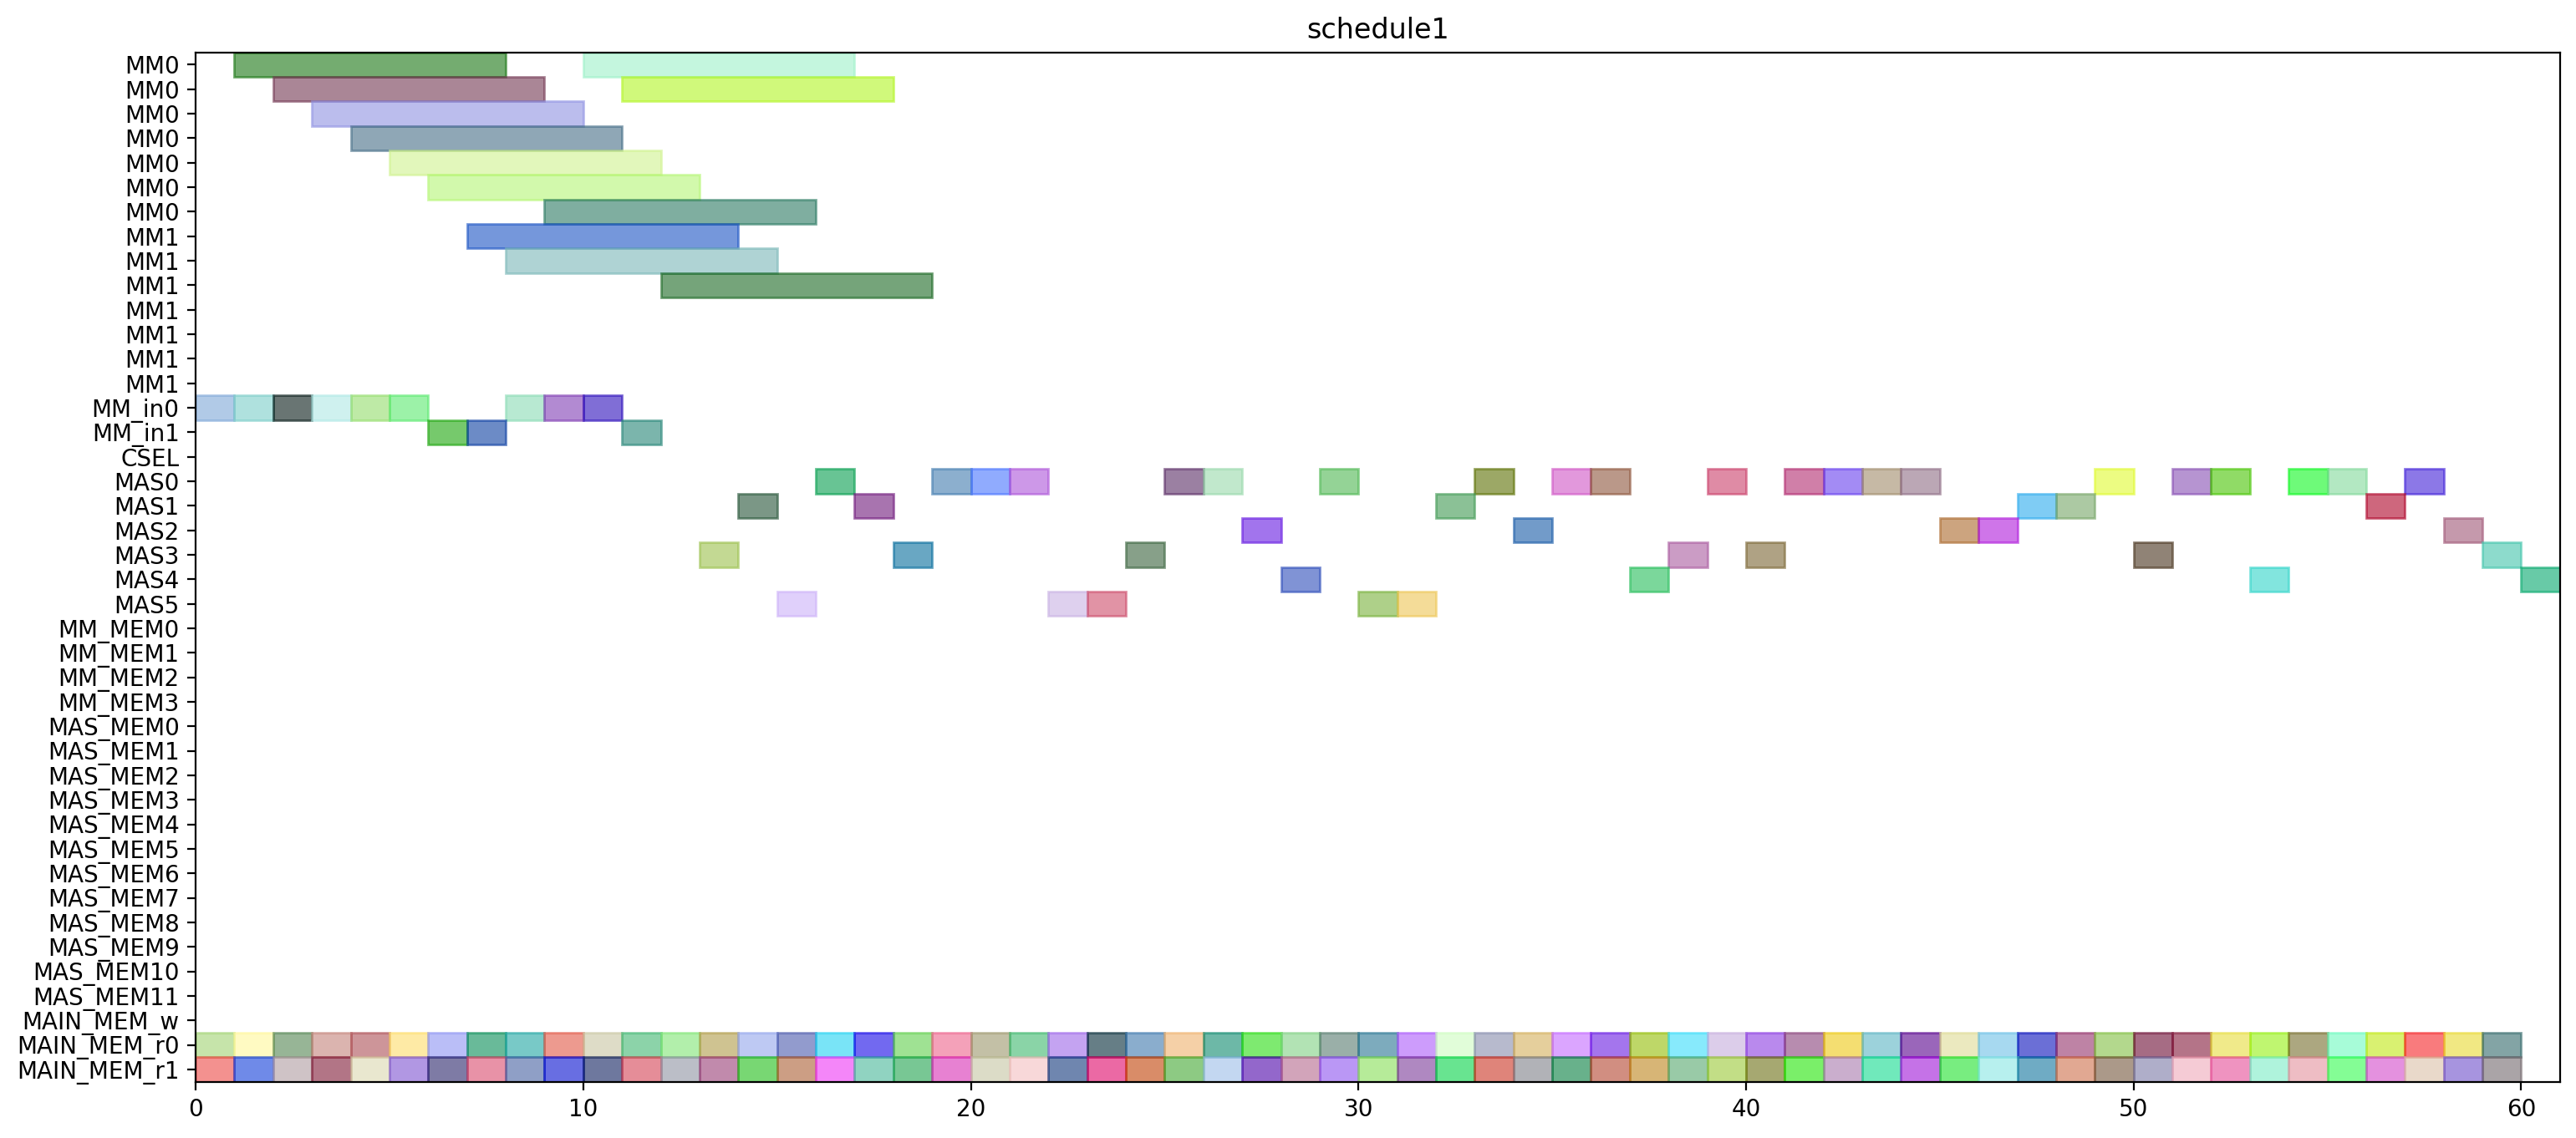 schedule1
MM0
MM0
MM0
MM0
MM0
MM0
MM0
MM1
MM1
MM1
MM1
MM1
MM1
MM1
MM_in0
MM_in1
CSEL
MAS0
MAS1
MAS2
MAS3
MAS4
MAS5
MM_MEM0
MM_MEM1
MM_MEM2
MM_MEM3
MAS_MEM0
MAS_MEM1
MAS_MEM2
MAS_MEM3
MAS_MEM4
MAS_MEM5
MAS_MEM6
MAS_MEM7
MAS_MEM8
MAS_MEM9
MAS_MEM10
MAS_MEM11
MAIN_MEM_w
MAIN_MEM_r0
MAIN_MEM_r1
0 10 20 30 40 50 60